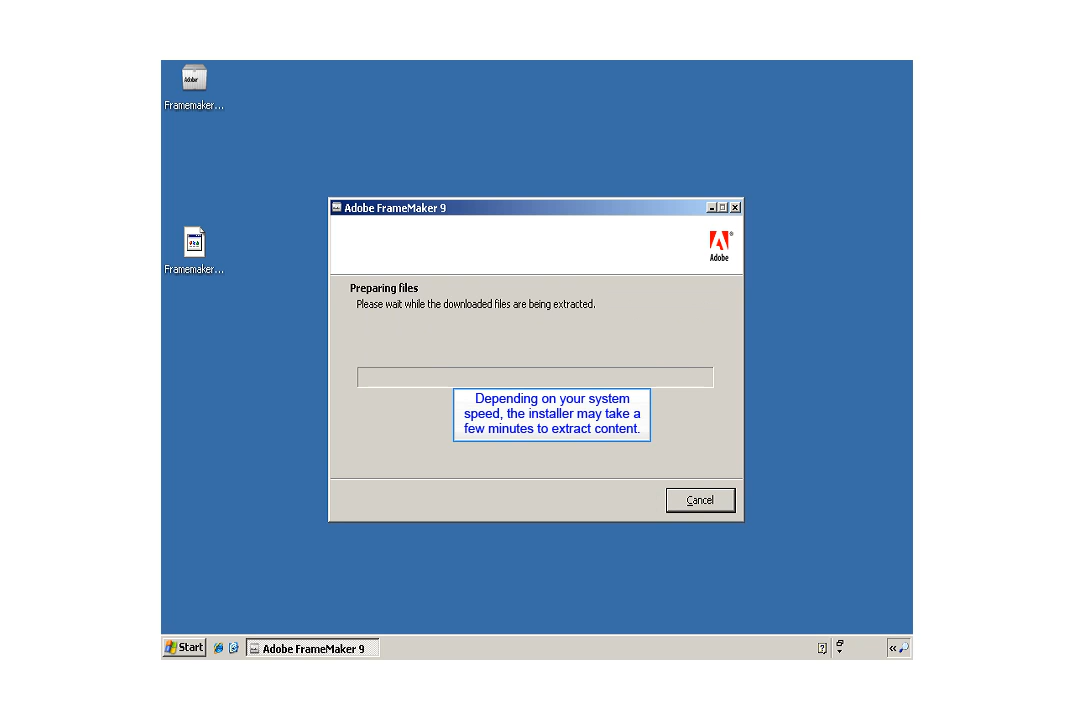 Adobe
Framemaker...
Framemaker...
Adobe FrameMaker 9
Adobe
Preparing files
Please wait while the downloaded files are being extracted.
Depending on your system
speed, the installer may take a
few minutes to extract content.
Cancel
Start
Adobe FrameMaker 9